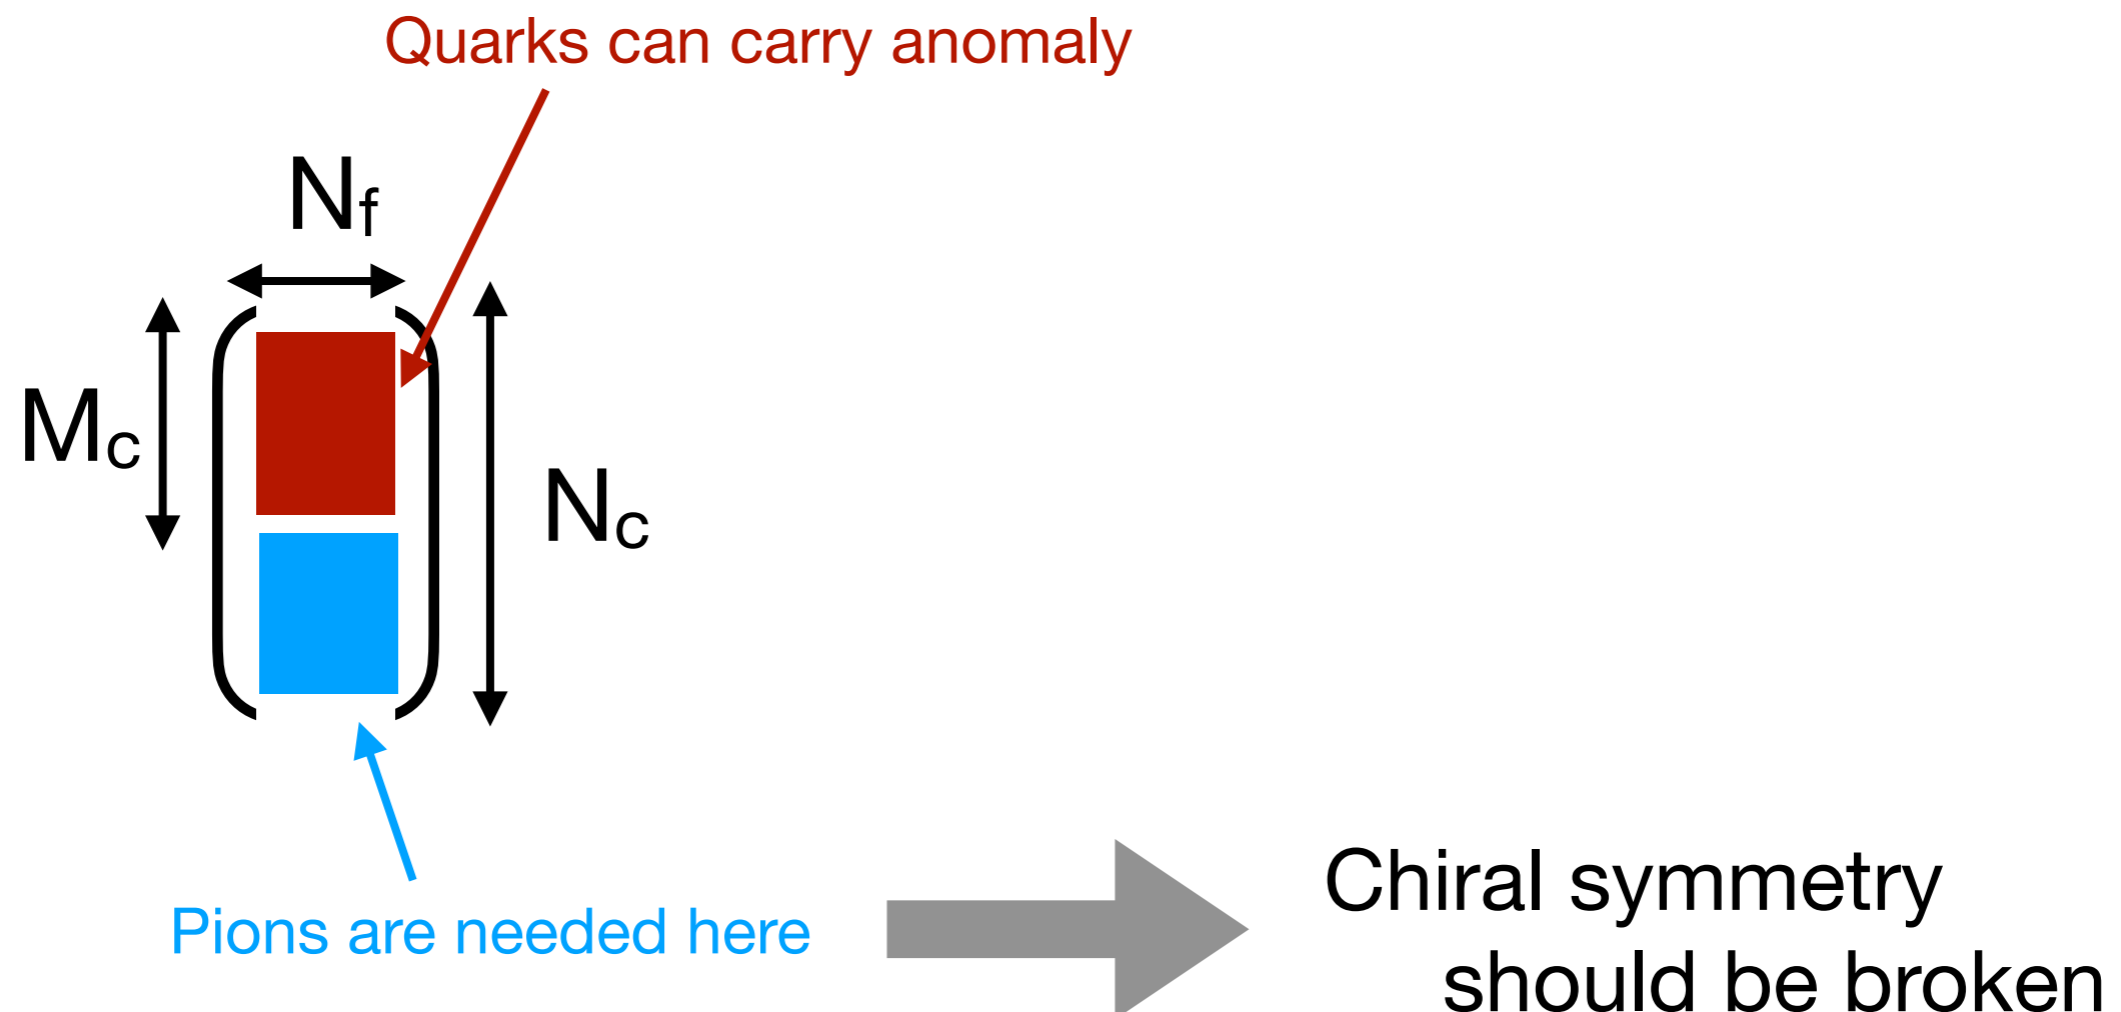 Quarks can carry anomaly
Nf
Mc
Nc
Pions are needed here
Chiral symmetry
should be broken